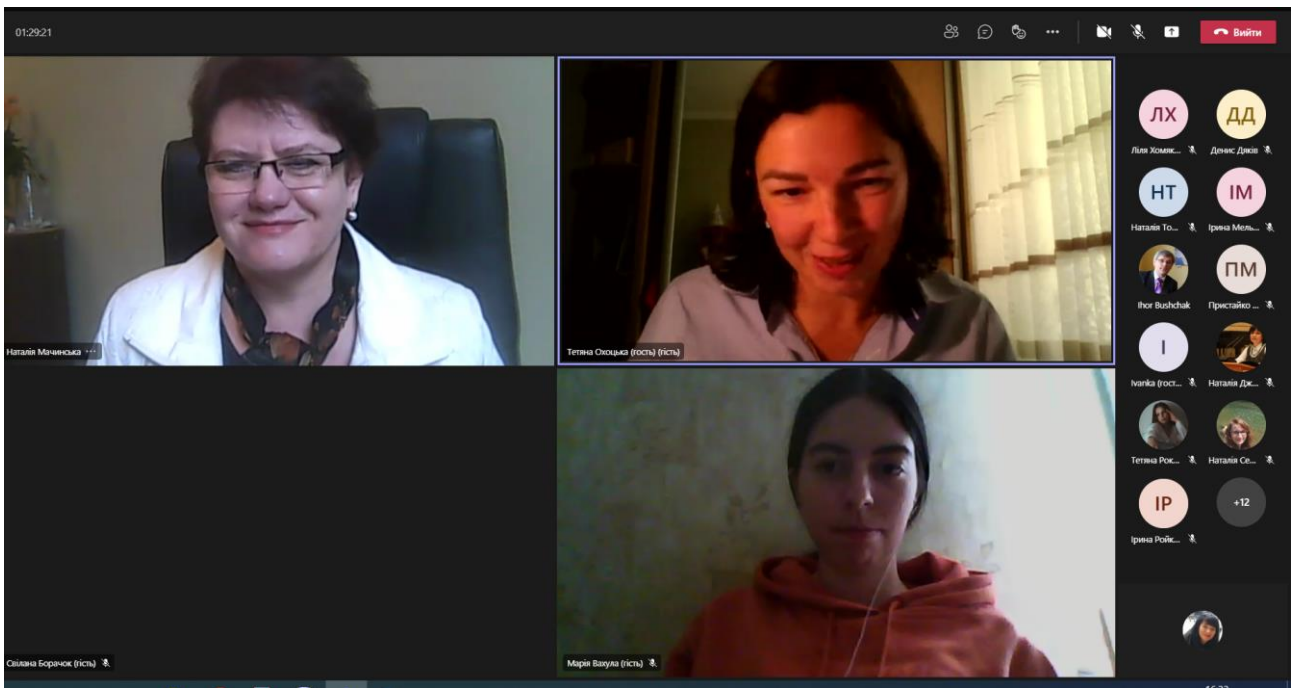 01:29:21
Вийти
Наталія Мачинська ...
Тетяна Охоцька (гость) (гість)
Свілана Борачок (гість)
Марія Вахула (гість)
ЛХ
ДД
Ліля Хомяк...
Денис Дяків
НТ
ІМ
Наталія То...
Ірина Мель...
ПМ
Ihor Bushchak
Пристайко ...
I
Ivanka (гост...
Наталія Дж...
Тетяна Рок...
Наталія Се...
ІР
+12
Ірина Ройк...